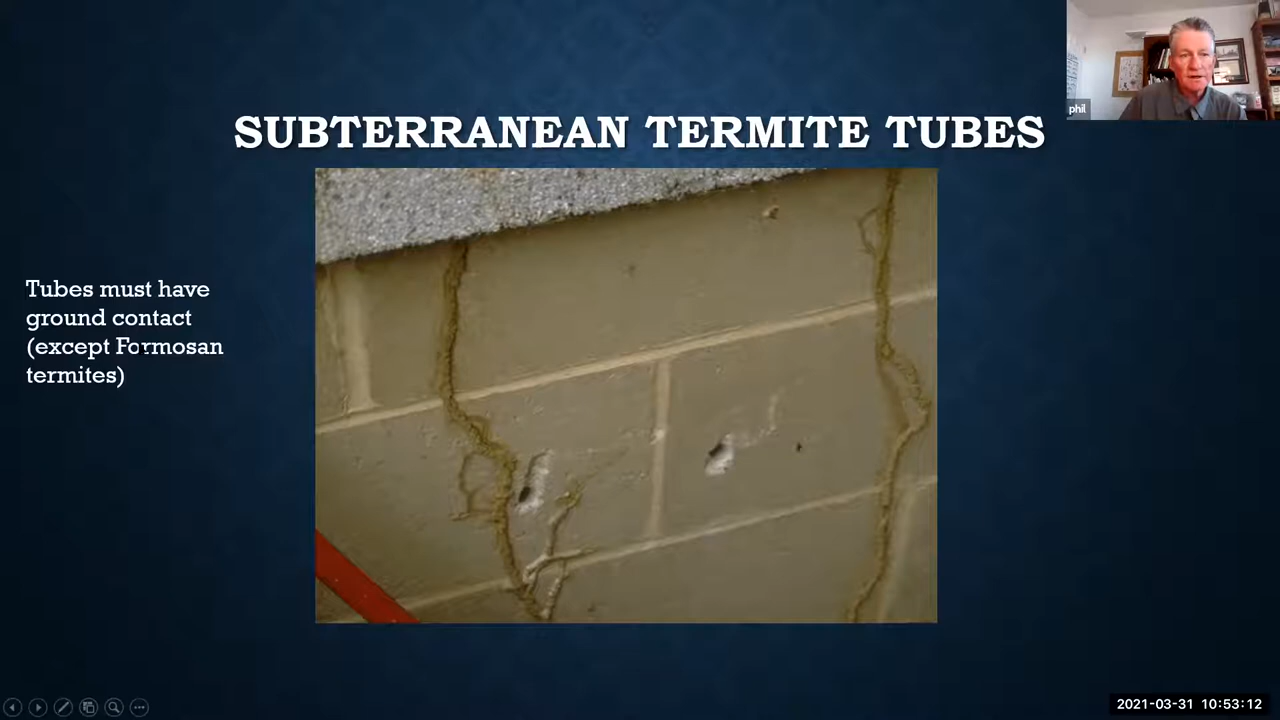 phil
SUBTERRANEAN TERMITE TUBES
Tubes must have
ground contact
(except Formosan
termites)
2021-03-31 10:53:12